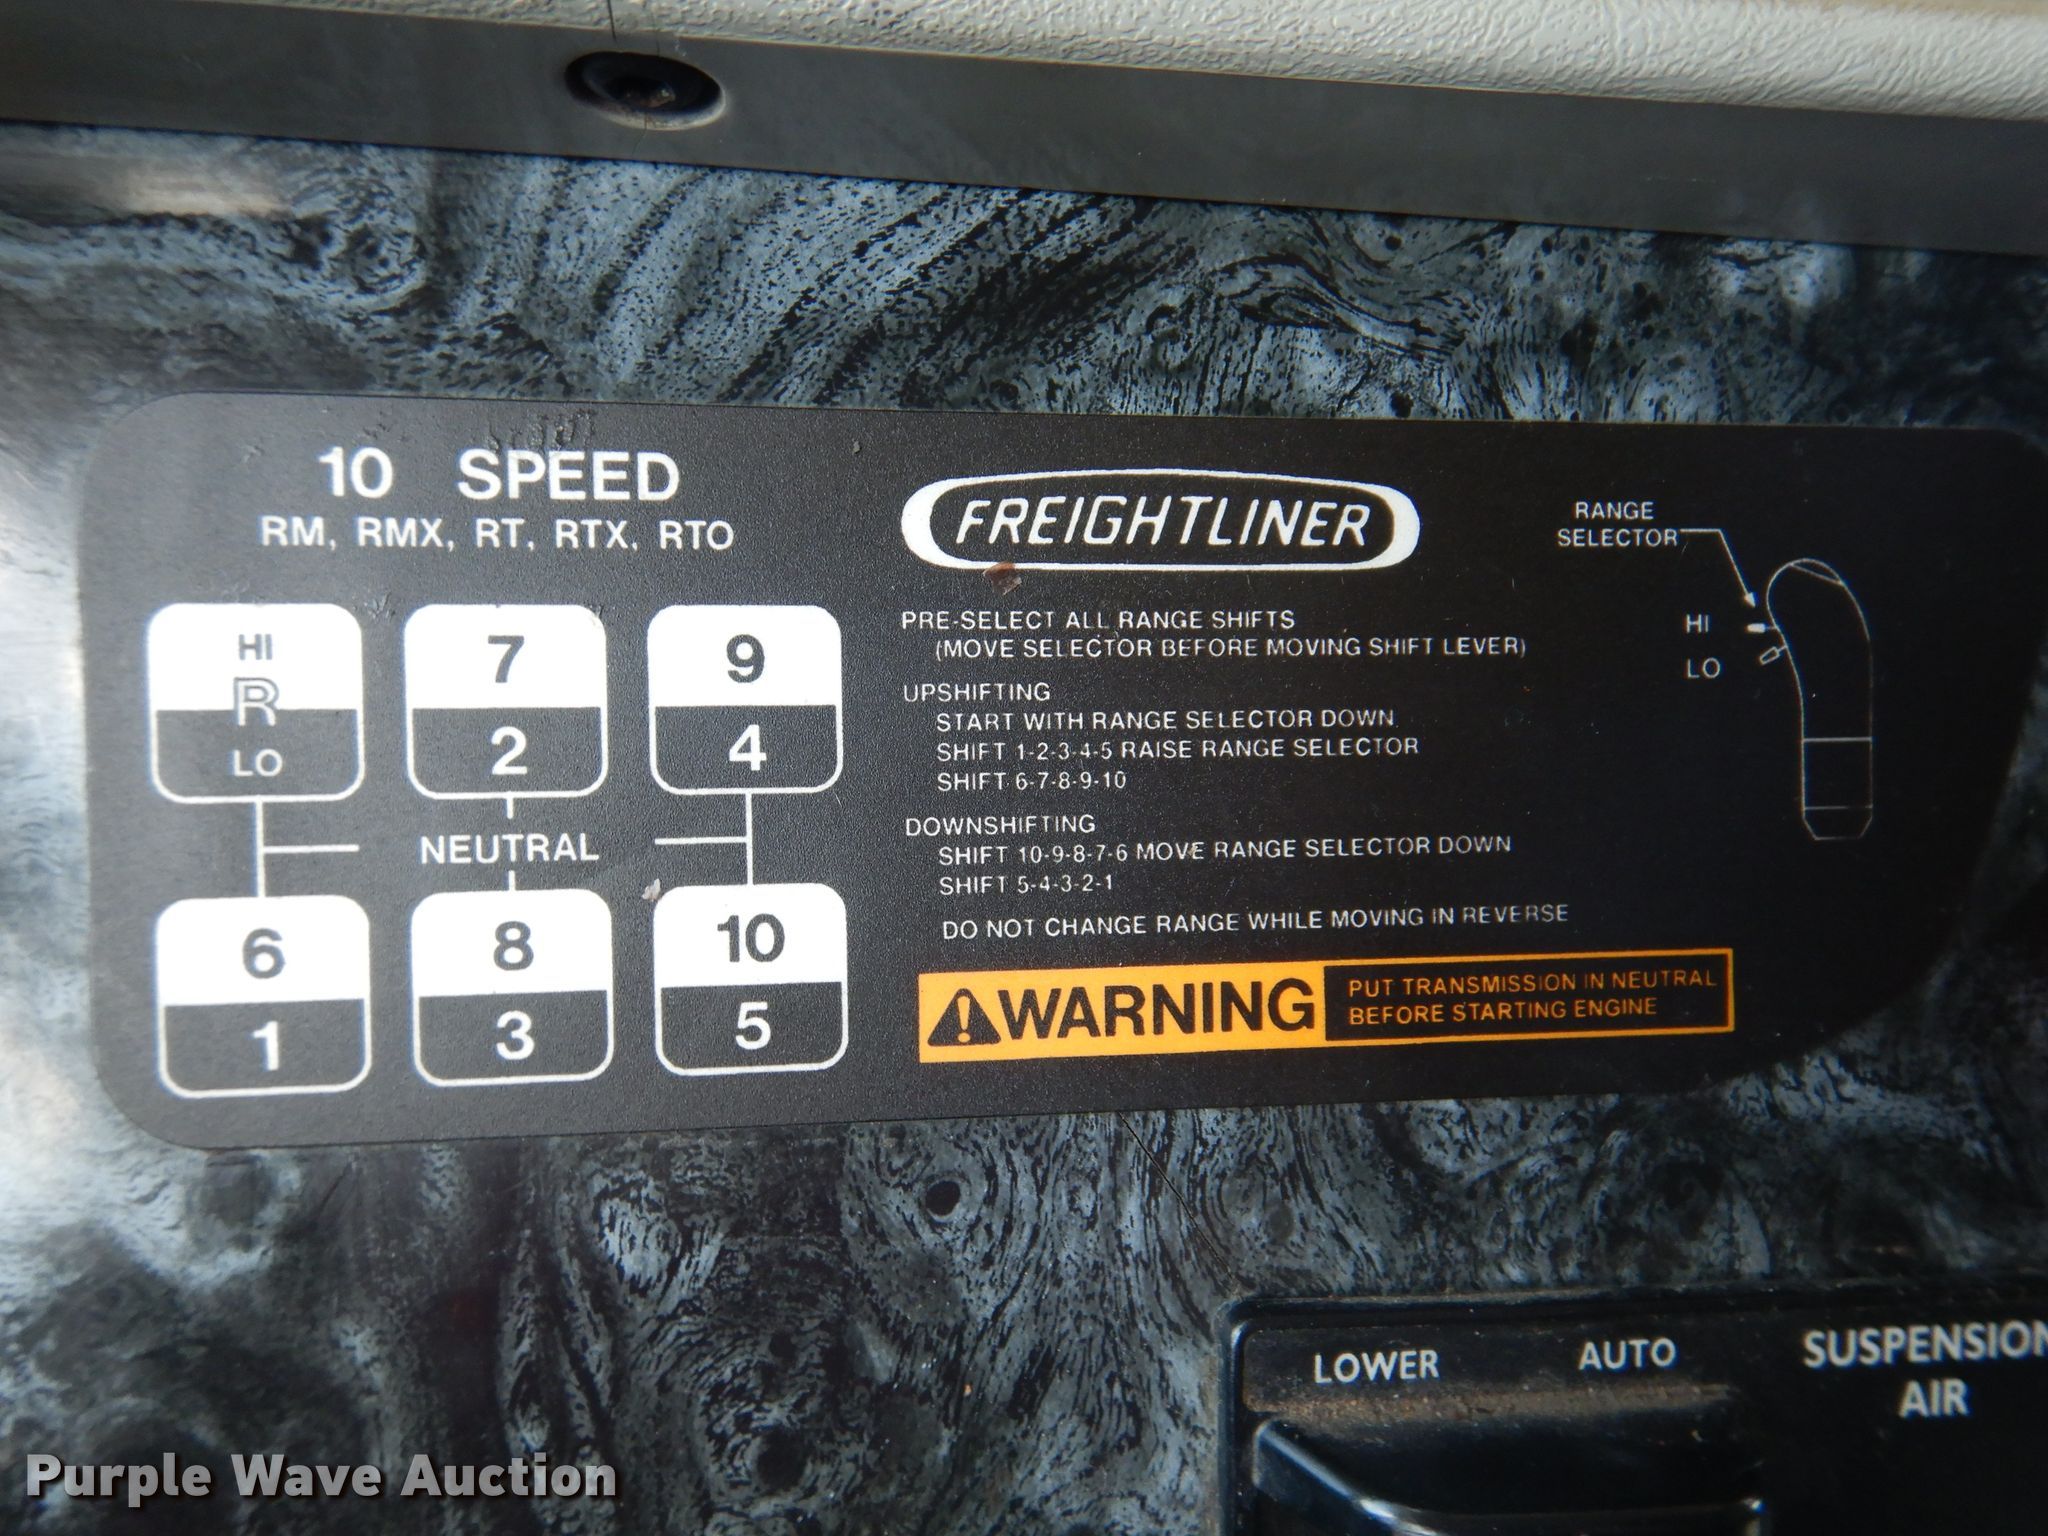 10 SPEED
RM, RMX, RT, RTX, RTO
HI
R
LO
7
2
9
4
NEUTRAL
6
1
8
3
10
5
FREIGHTLINER
PRE-SELECT ALL RANGE SHIFTS
(MOVE SELECTOR BEFORE MOVING SHIFT LEVER)
UPSHIFTING
START WITH RANGE SELECTOR DOWN
SHIFT 1-2-3-4-5 RAISE RANGE SELECTOR
SHIFT 6-7-8-9-10
DOWNSHIFTING
SHIFT 10-9-8-7-6 MOVE RANGE SELECTOR DOWN
SHIFT 5-4-3-2-1
DO NOT CHANGE RANGE WHILE MOVING IN REVERSE
WARNING
PUT TRANSMISSION IN NEUTRAL
BEFORE STARTING ENGINE
RANGE
SELECTOR
HI
LO
LOWER AUTO
SUSPENSION
AIR
Purple Wave Auction